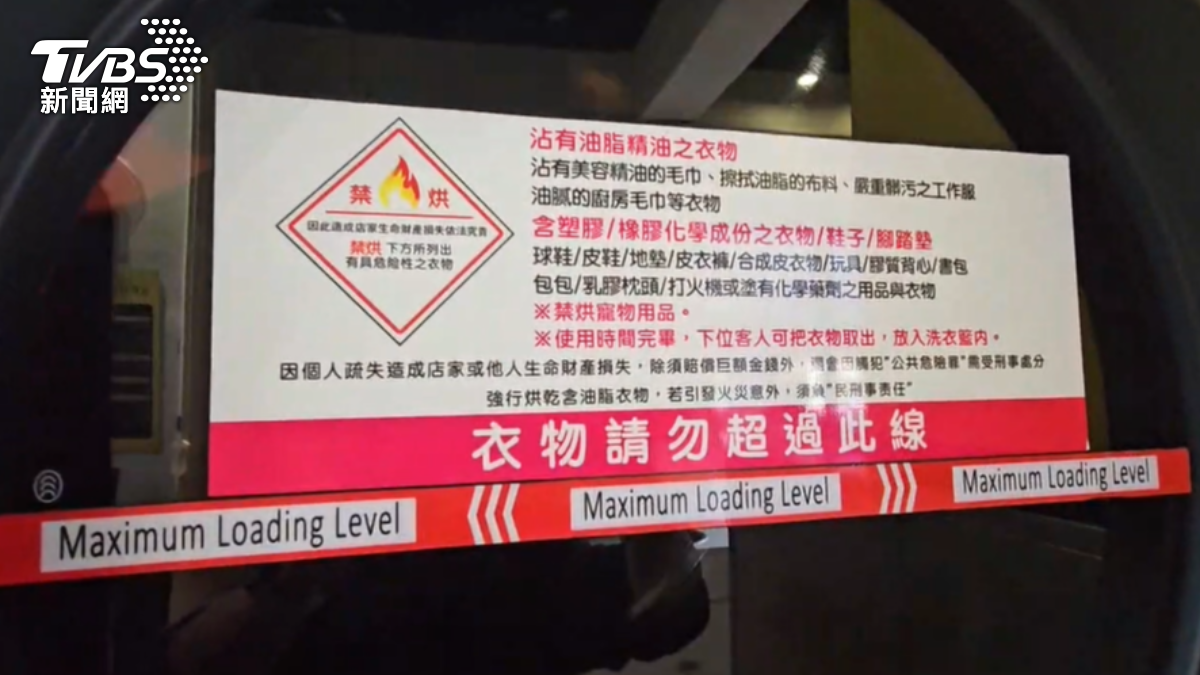 TVBS
新聞網
禁 烘
因此造成店家生命財產損失依法究責
禁烘 下方所列出
有具危險性之衣物
沾有油脂精油之衣物
沾有美容精油的毛巾、擦拭油脂的布料、嚴重髒污之工作服
油膩的廚房毛巾等衣物
含塑膠/橡膠化學成份之衣物/鞋子/腳踏墊
球鞋/皮鞋/地墊/皮衣褲/合成皮衣物/玩具/膠質背心/書包
包包/乳膠枕頭/打火機或塗有化學藥劑之用品與衣物
※禁烘寵物用品。
※使用時間完畢，下位客人可把衣物取出，放入洗衣籃內。
因個人疏失造成店家或他人生命財產損失，除須賠償巨額金錢外，還會因觸犯"公共危險罪"需受刑事處分
強行烘乾含油脂衣物，若引發火災意外，須負"民刑事責任"
衣物請勿超過此線
Maximum Loading Level Maximum Loading Level Maximum Loading Level